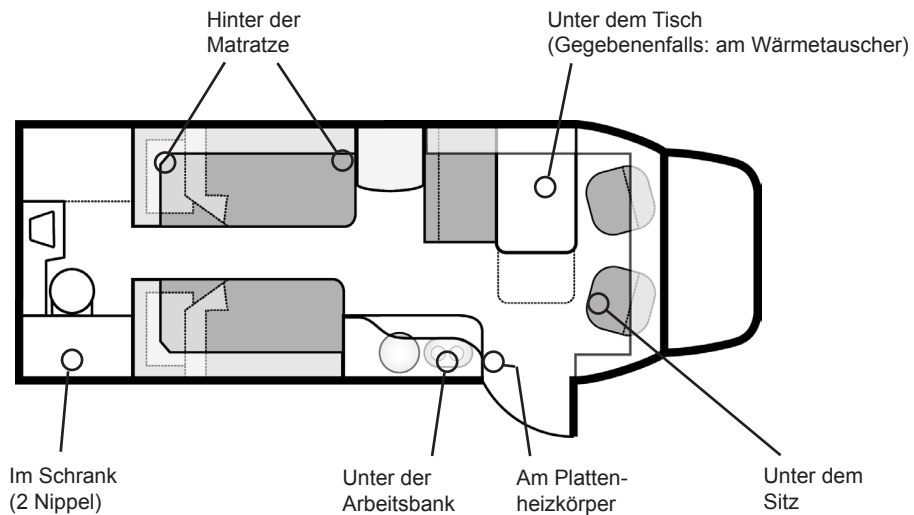 Hinter der
Matratze
Unter dem Tisch
(Gegebenenfalls: am Wärmetauscher)
Im Schrank
(2 Nippel)
Unter der
Arbeitsbank
Am Platten-
heizkörper
Unter dem
Sitz